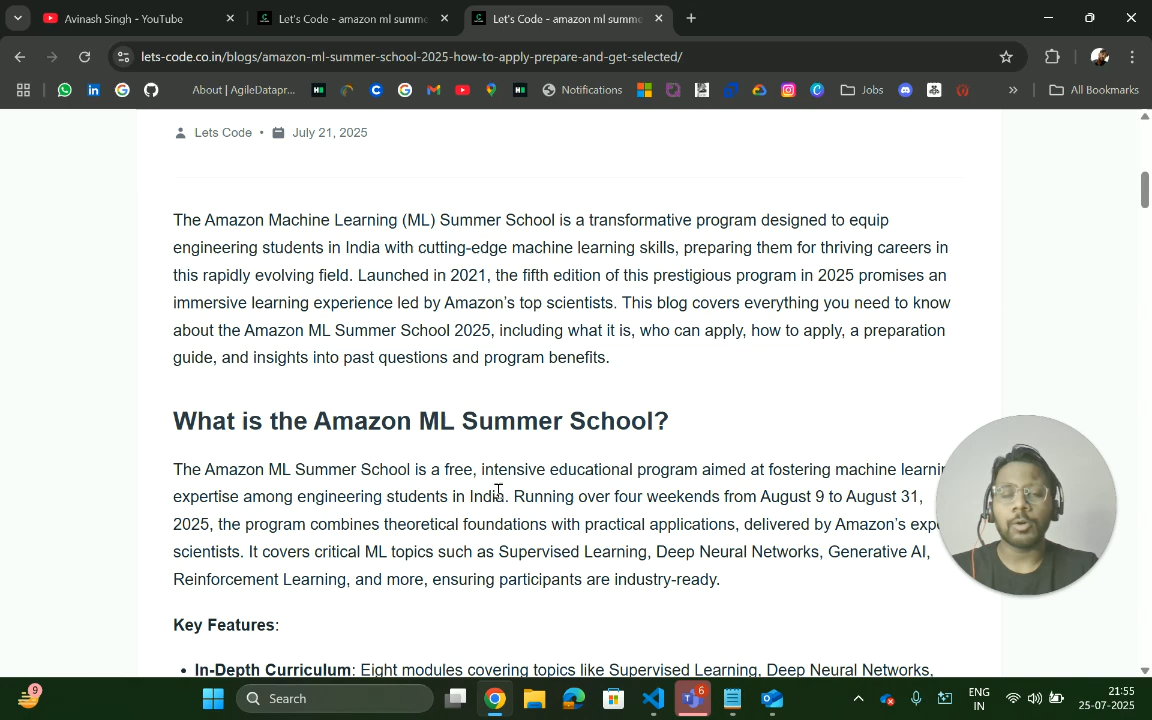 Avinash Singh - YouTube
Let's Code - amazon ml summe
Let's Code - amazon ml summe
lets-code.co.in/blogs/amazon-ml-summer-school-2025-how-to-apply-prepare-and-get-selected/
About | AgileDatapr...
Notifications
Jobs
All Bookmarks
Lets Code • July 21, 2025
The Amazon Machine Learning (ML) Summer School is a transformative program designed to equip
engineering students in India with cutting-edge machine learning skills, preparing them for thriving careers in
this rapidly evolving field. Launched in 2021, the fifth edition of this prestigious program in 2025 promises an
immersive learning experience led by Amazon's top scientists. This blog covers everything you need to know
about the Amazon ML Summer School 2025, including what it is, who can apply, how to apply, a preparation
guide, and insights into past questions and program benefits.
What is the Amazon ML Summer School?
The Amazon ML Summer School is a free, intensive educational program aimed at fostering machine learnin
expertise among engineering students in India. Running over four weekends from August 9 to August 31,
2025, the program combines theoretical foundations with practical applications, delivered by Amazon's expe
scientists. It covers critical ML topics such as Supervised Learning, Deep Neural Networks, Generative AI,
Reinforcement Learning, and more, ensuring participants are industry-ready.
Key Features:
• In-Depth Curriculum: Eight modules covering topics like Supervised Learning, Deep Neural Networks,
9
Search
6
ENG
IN
21:55
25-07-2025